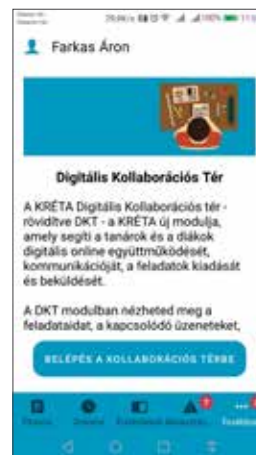 Farkas Áron
Digitális Kollaborációs Tér
A KRÉTA Digitális Kollaborációs tér -
rövidítve DKT - a KRÉTA új modulja,
amely segíti a tanárok és a diákok
digitális online együttműködését,
kommunikációját, a feladatok kiadását
és beküldését.
A DKT modulban nézheted meg a
feladataidat, a kapcsolódó üzeneteket,
BELÉPÉS A KOLLABORÁCIÓS TÉRBE